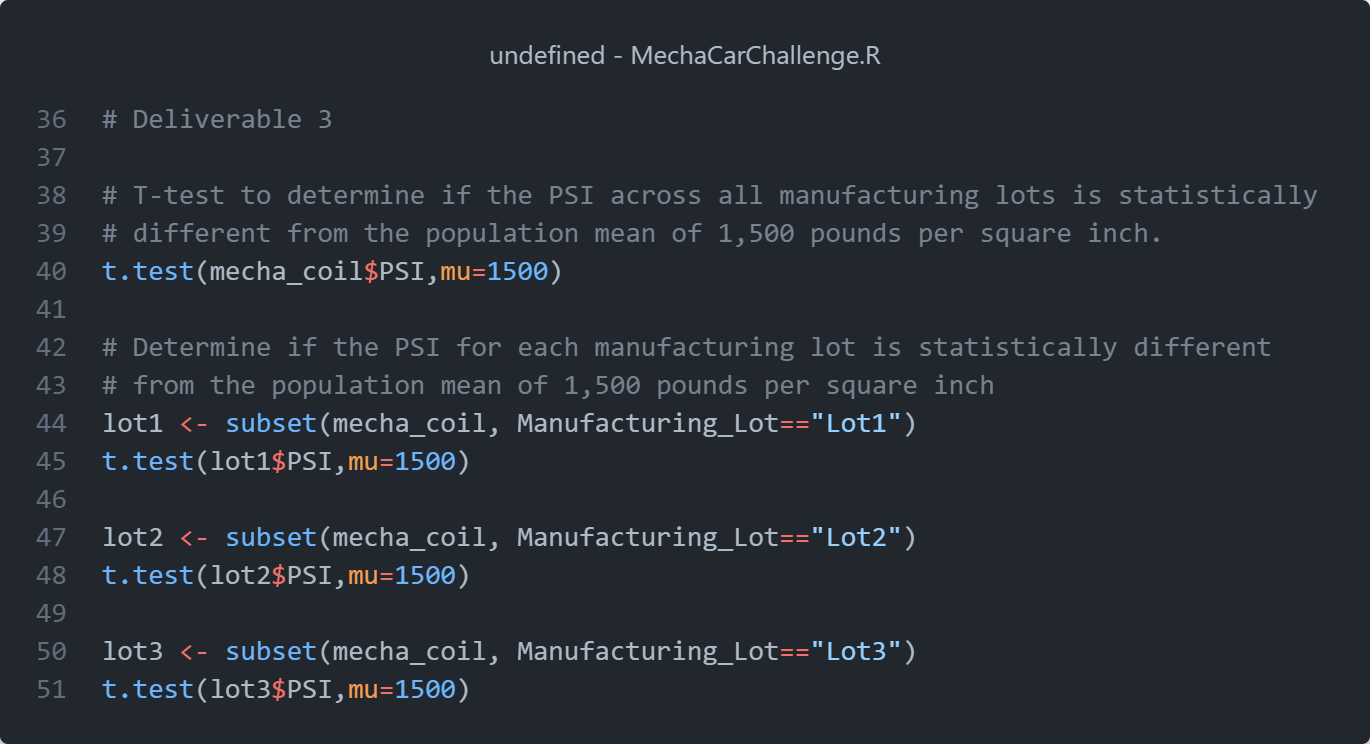 undefined - MechaCarChallenge.R
36 # Deliverable 3
37
38 # T-test to determine if the PSI across all manufacturing lots is statistically
39 # different from the population mean of 1,500 pounds per square inch.
40 t.test(mecha_coil$PSI,mu=1500)
41
42 # Determine if the PSI for each manufacturing lot is statistically different
43 # from the population mean of 1,500 pounds per square inch
44 lot1 <- subset(mecha_coil, Manufacturing_Lot=="Lot1")
45 t.test(lot1$PSI,mu=1500)
46
47 lot2 <- subset(mecha_coil, Manufacturing_Lot=="Lot2")
48 t.test(lot2$PSI,mu=1500)
49
50 lot3 <- subset(mecha_coil, Manufacturing_Lot=="Lot3")
51 t.test(lot3$PSI,mu=1500)